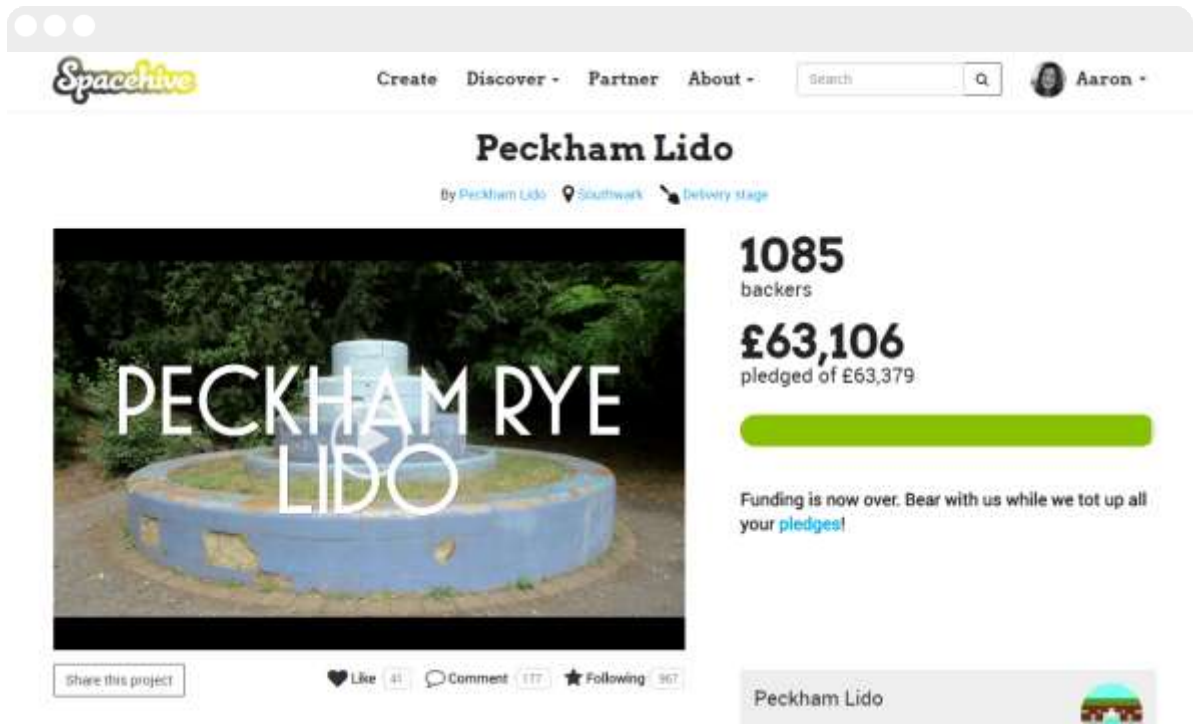 Spacehive
Create Discover Partner About Search Aaron
Peckham Lido
By Peckham Lido Southwark Delivery stage
PECKHAM RYE
LIDO
1085
backers
£63,106
pledged of £63,379
Funding is now over. Bear with us while we tot up all
your pledges!
Share this project Like 41 Comment 177 Following 967
Peckham Lido